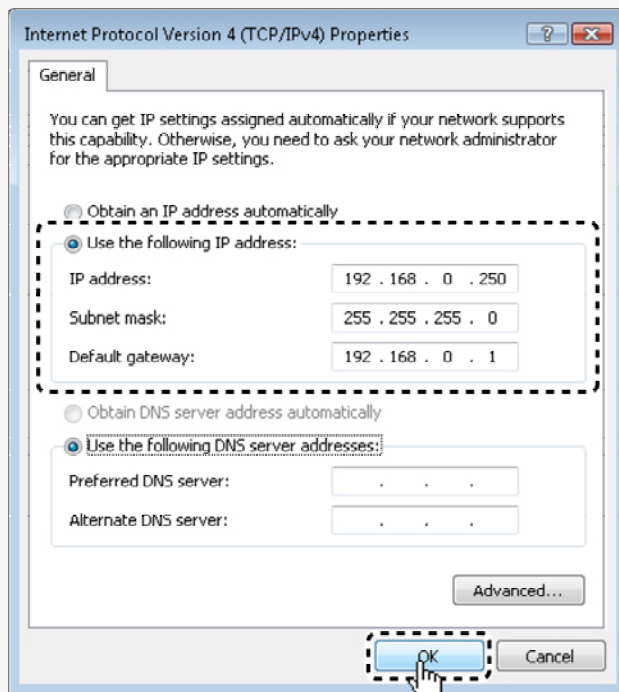 Internet Protocol Version 4 (TCP/IPv4) Properties
General
You can get IP settings assigned automatically if your network supports
this capability. Otherwise, you need to ask your network administrator
for the appropriate IP settings.
Obtain an IP address automatically
Use the following IP address:
IP address: 192 . 168 . 0 . 250
Subnet mask: 255 . 255 . 255 . 0
Default gateway: 192 . 168 . 0 . 1
Obtain DNS server address automatically
Use the following DNS server addresses:
Preferred DNS server: . . .
Alternate DNS server: . . .
Advanced...
OK Cancel